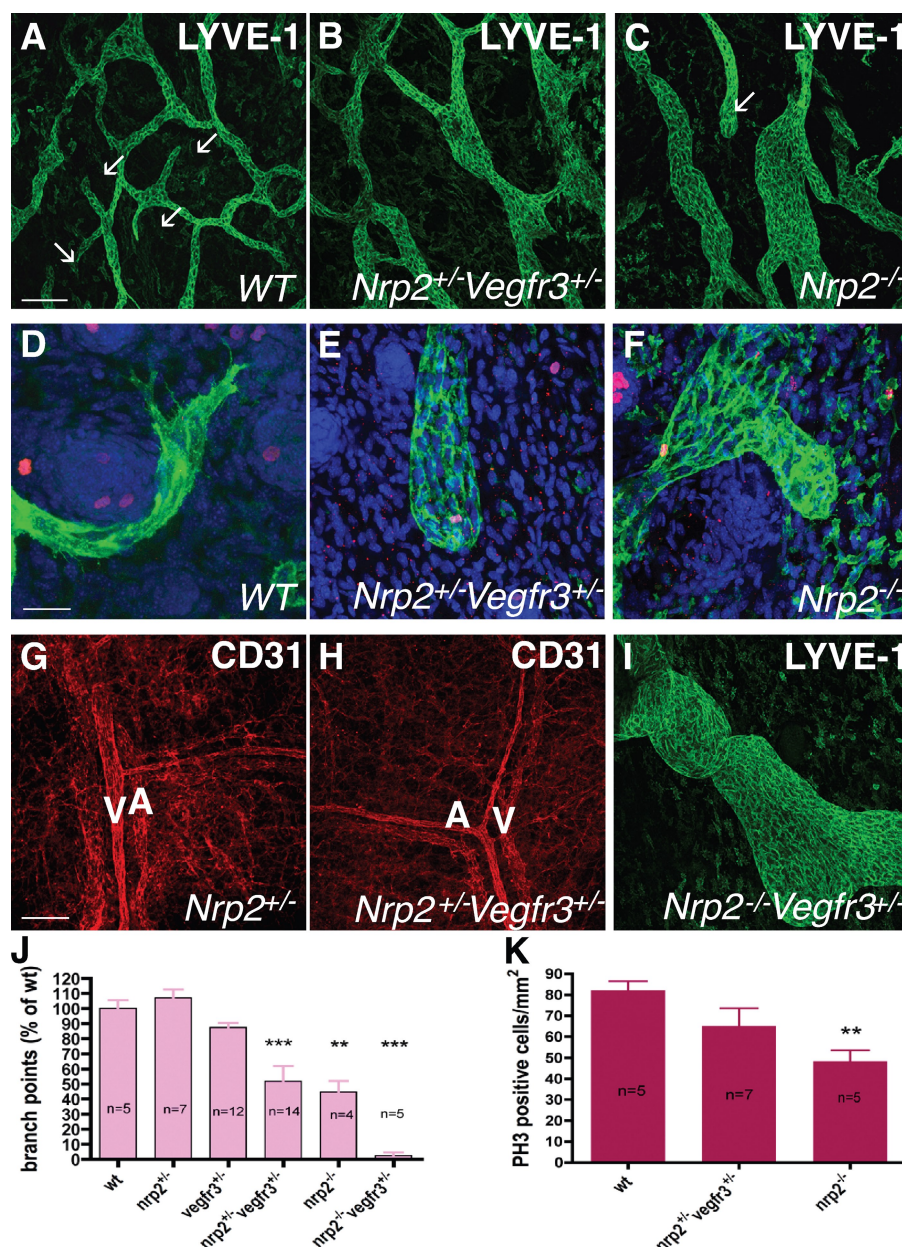 A LYVE-1
WT
B LYVE-1
Nrp2+/-Vegfr3+/-
C LYVE-1
Nrp2-/-
D
WT
E
Nrp2+/-Vegfr3+/-
F
Nrp2-/-
G CD31
V A
Nrp2+/-
H CD31
A V
Nrp2+/-Vegfr3+/-
I LYVE-1
Nrp2-/-Vegfr3+/-
J
branch points (% of wt)
120
110
100
90
80
70
60
50
40
30
20
10
0
*** ** ***
n=5 n=7 n=12 n=14 n=4 n=5
wt
nrp2+/-
vegfr3+/-
nrp2+/- vegfr3+/-
nrp2-/-
nrp2-/- vegfr3+/-
K
PH3 positive cells/mm2
90
80
70
60
50
40
30
20
10
0
**
n=5 n=7 n=5
wt
nrp2+/- vegfr3+/-
nrp2-/-